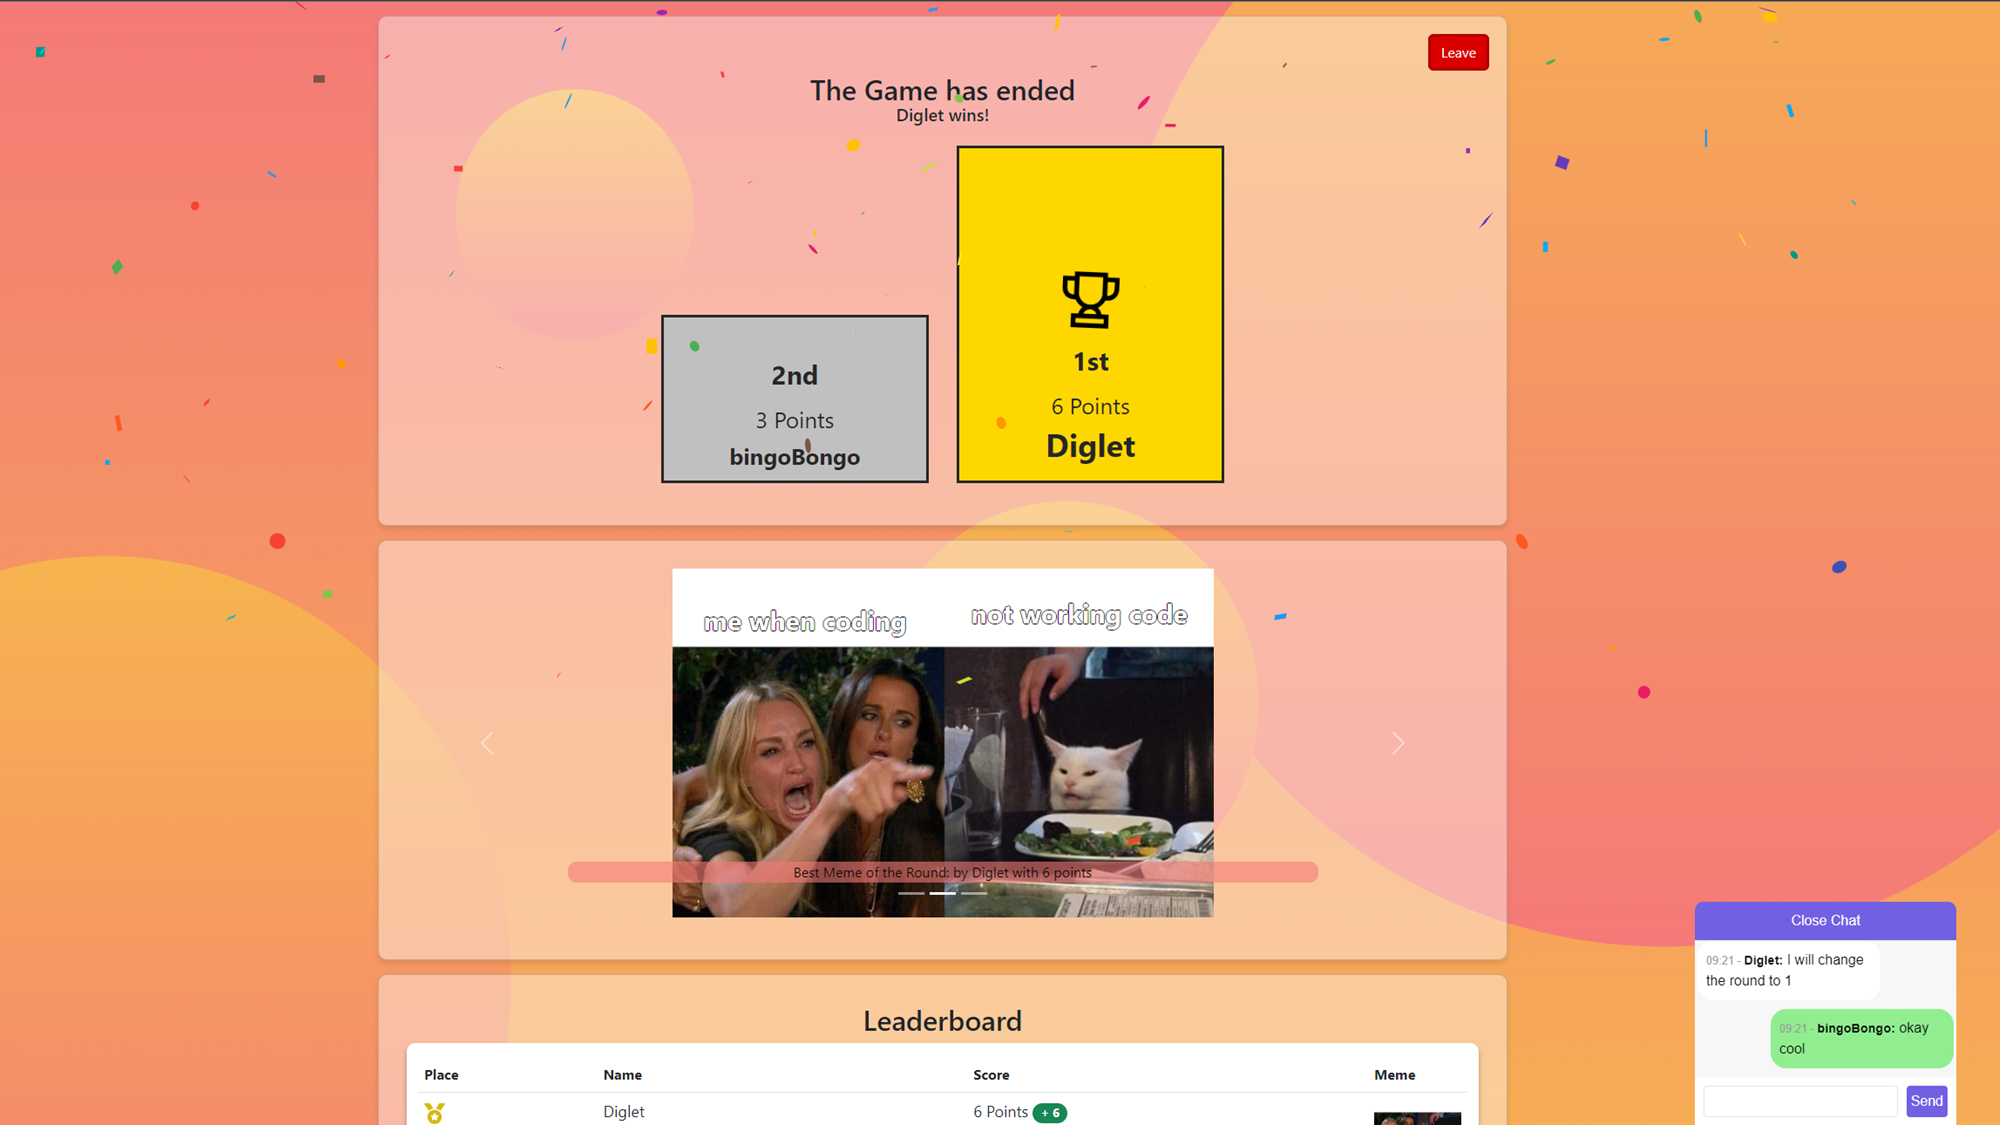 Leave
The Game has ended
Diglet wins!
2nd
3 Points
bingoBongo
1st
6 Points
Diglet
me when coding
not working code
Best Meme of the Round: by Diglet with 6 points
Leaderboard
Place Name Score Meme
Diglet 6 Points + 6
Close Chat
09:21 - Diglet: I will change
the round to 1
09:21 - bingoBongo: okay
cool
Send